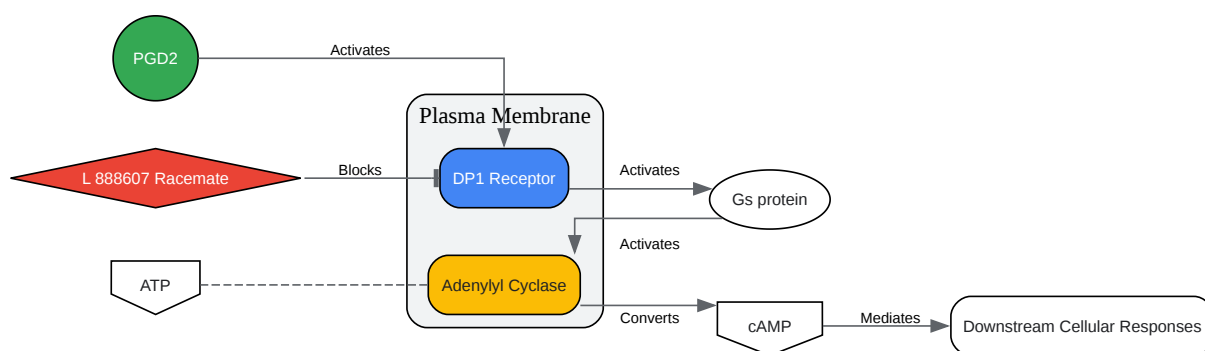 PGD2
Activates
Plasma Membrane
L 888607 Racemate
Blocks
DP1 Receptor
Activates
Gs protein
Activates
ATP
Adenylyl Cyclase
Converts
cAMP
Mediates
Downstream Cellular Responses